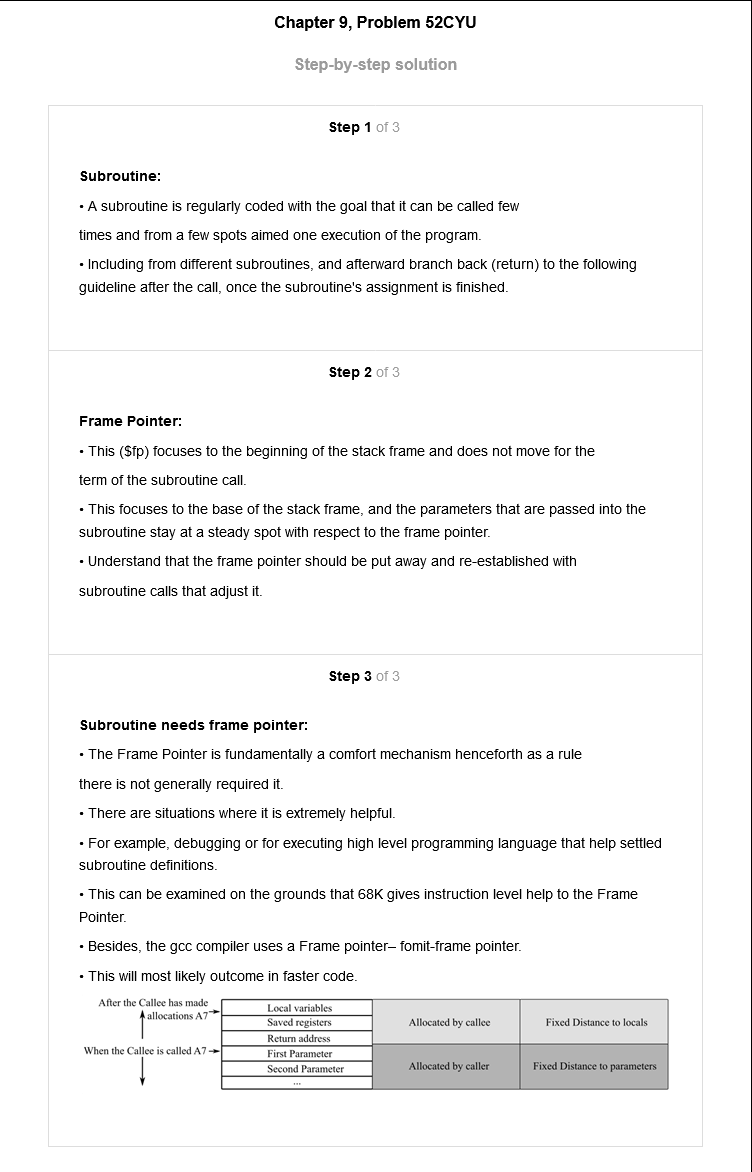 Chapter 9, Problem 52CYU
Step-by-step solution
Step 1 of 3
Subroutine:
• A subroutine is regularly coded with the goal that it can be called few
times and from a few spots aimed one execution of the program.
• Including from different subroutines, and afterward branch back (return) to the following
guideline after the call, once the subroutine's assignment is finished.
Step 2 of 3
Frame Pointer:
• This ($fp) focuses to the beginning of the stack frame and does not move for the
term of the subroutine call.
• This focuses to the base of the stack frame, and the parameters that are passed into the
subroutine stay at a steady spot with respect to the frame pointer.
• Understand that the frame pointer should be put away and re-established with
subroutine calls that adjust it.
Step 3 of 3
Subroutine needs frame pointer:
• The Frame Pointer is fundamentally a comfort mechanism henceforth as a rule
there is not generally required it.
• There are situations where it is extremely helpful.
• For example, debugging or for executing high level programming language that help settled
subroutine definitions.
• This can be examined on the grounds that 68K gives instruction level help to the Frame
Pointer.
• Besides, the gcc compiler uses a Frame pointer– fomit-frame pointer.
• This will most likely outcome in faster code.
After the Callee has made
allocations A7
When the Callee is called A7
Local variables
Saved registers
Return address
First Parameter
Second Parameter
...
Allocated by callee
Fixed Distance to locals
Allocated by caller
Fixed Distance to parameters